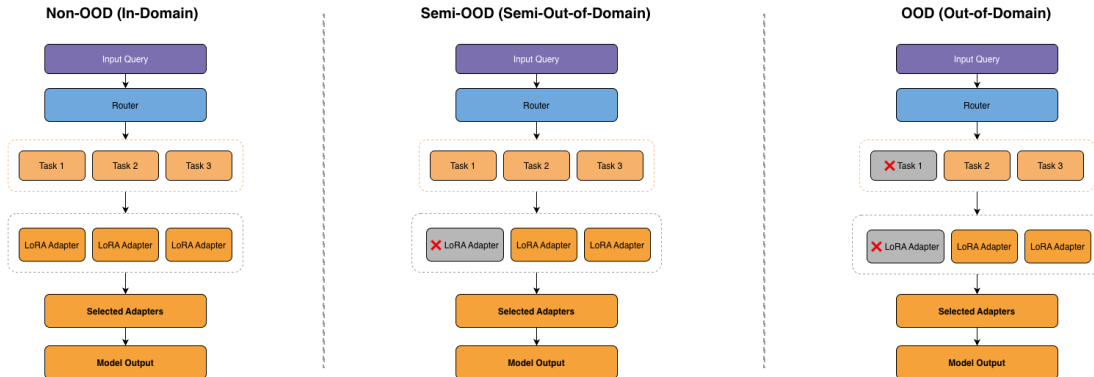 Non-OOD (In-Domain)
Input Query
Router
Task 1
Task 2
Task 3
LoRA Adapter
LoRA Adapter
LoRA Adapter
Selected Adapters
Model Output
Semi-OOD (Semi-Out-of-Domain)
Input Query
Router
Task 1
Task 2
Task 3
LoRA Adapter
LoRA Adapter
LoRA Adapter
Selected Adapters
Model Output
OOD (Out-of-Domain)
Input Query
Router
Task 1
Task 2
Task 3
LoRA Adapter
LoRA Adapter
LoRA Adapter
Selected Adapters
Model Output